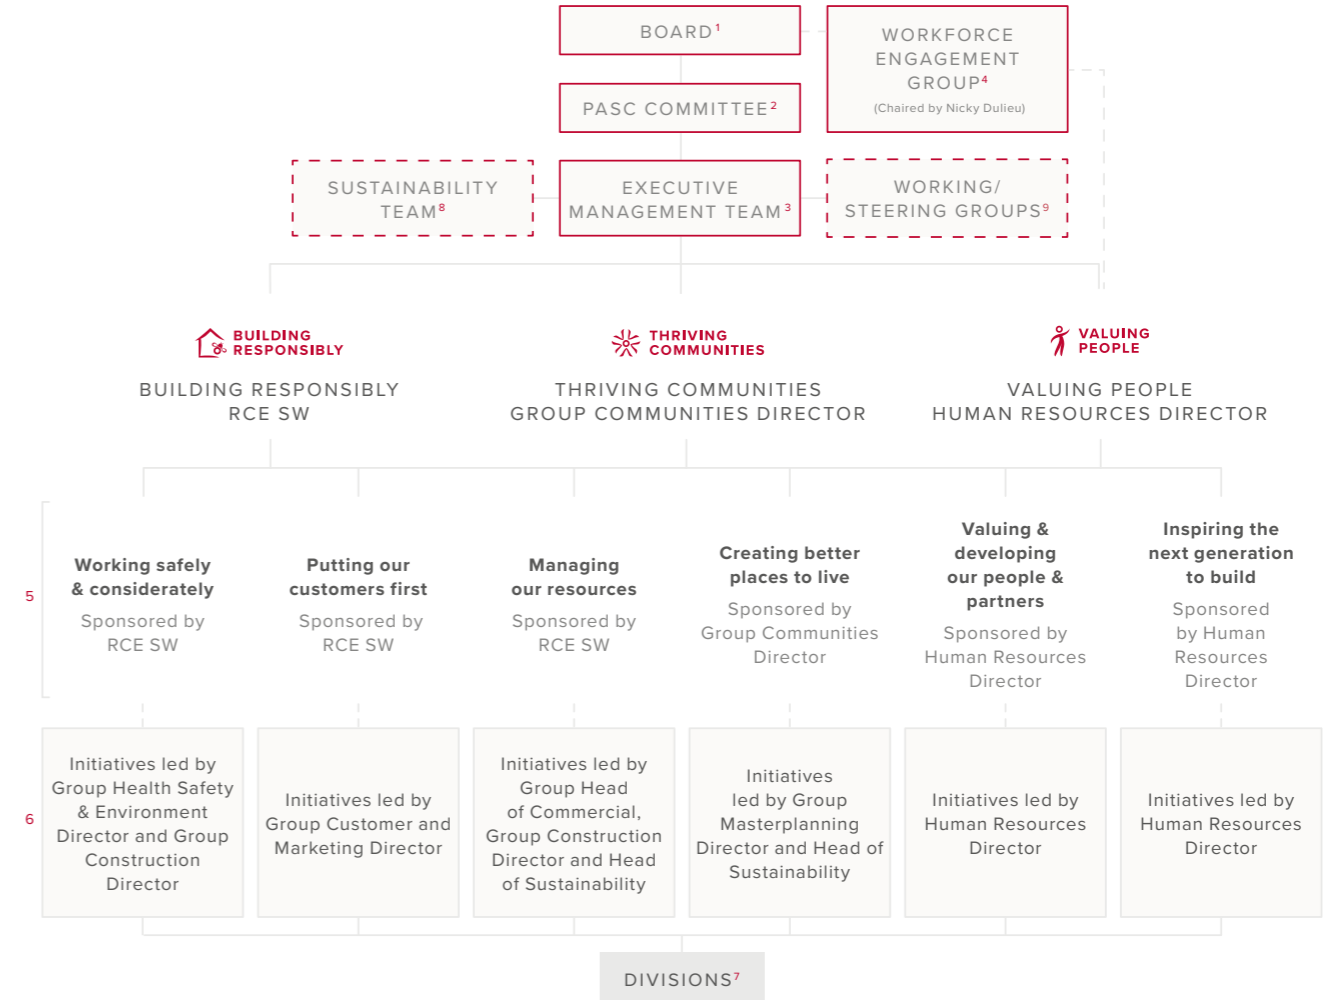 BOARD¹
WORKFORCE
ENGAGEMENT
GROUP⁴
(Chaired by Nicky Dulieu)
PASC COMMITTEE²
SUSTAINABILITY
TEAM⁸
EXECUTIVE
MANAGEMENT TEAM³
WORKING/
STEERING GROUPS⁹
BUILDING
RESPONSIBLY
THRIVING
COMMUNITIES
VALUING
PEOPLE
BUILDING RESPONSIBLY
RCE SW
THRIVING COMMUNITIES
GROUP COMMUNITIES DIRECTOR
VALUING PEOPLE
HUMAN RESOURCES DIRECTOR
5
Working safely
& considerately
Sponsored by
RCE SW
Putting our
customers first
Sponsored by
RCE SW
Managing
our resources
Sponsored by
RCE SW
Creating better
places to live
Sponsored by
Group Communities
Director
Valuing &
developing
our people &
partners
Sponsored by
Human Resources
Director
Inspiring the
next generation
to build
Sponsored
by Human
Resources
Director
6
Initiatives led by
Group Health Safety
& Environment
Director and Group
Construction
Director
Initiatives led by
Group Customer and
Marketing Director
Initiatives led by
Group Head
of Commercial,
Group Construction
Director and Head
of Sustainability
Initiatives
led by Group
Masterplanning
Director and Head of
Sustainability
Initiatives led by
Human Resources
Director
Initiatives led by
Human Resources
Director
DIVISIONS⁷